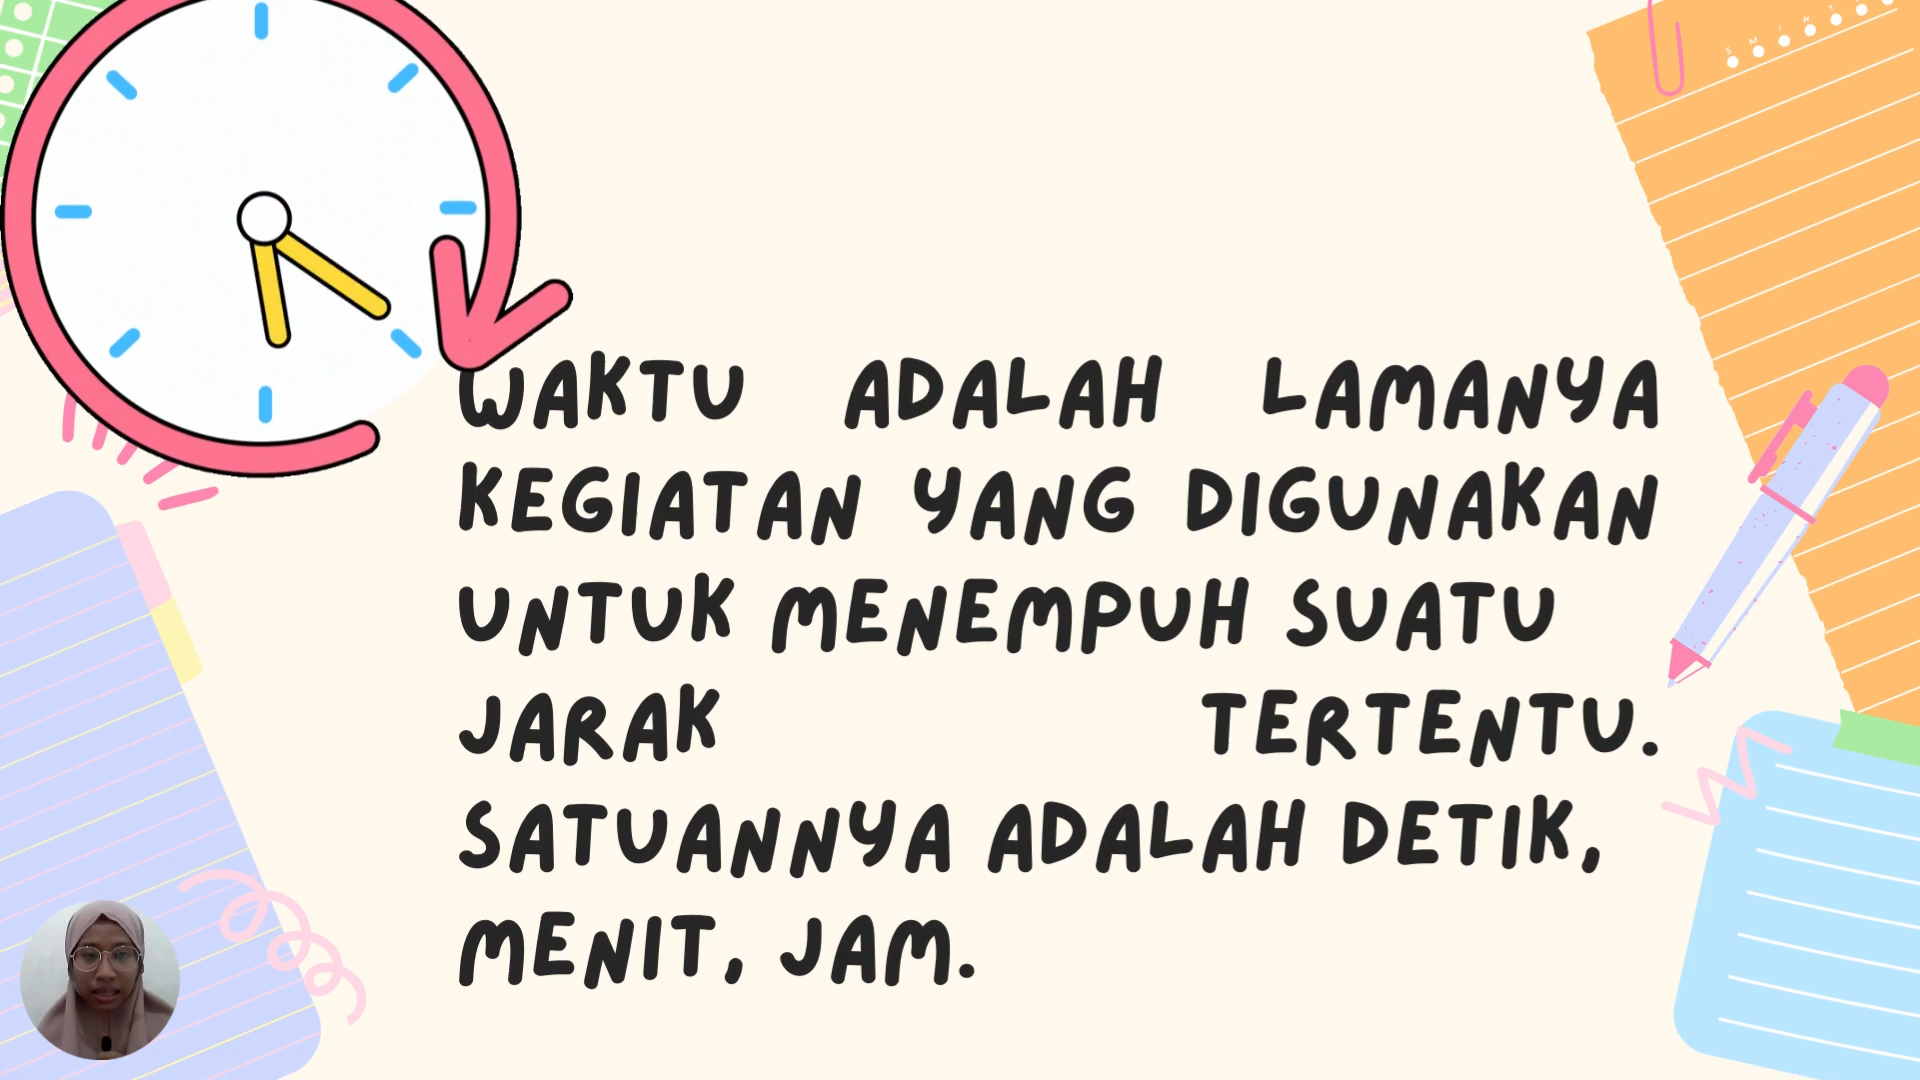 S M T W T
WAKTU ADALAH LAMANYA
KEGIATAN YANG DIGUNAKAN
UNTUK MENEMPUH SUATU
JARAK TERTENTU.
SATUANNYA ADALAH DETIK,
MENIT, JAM.